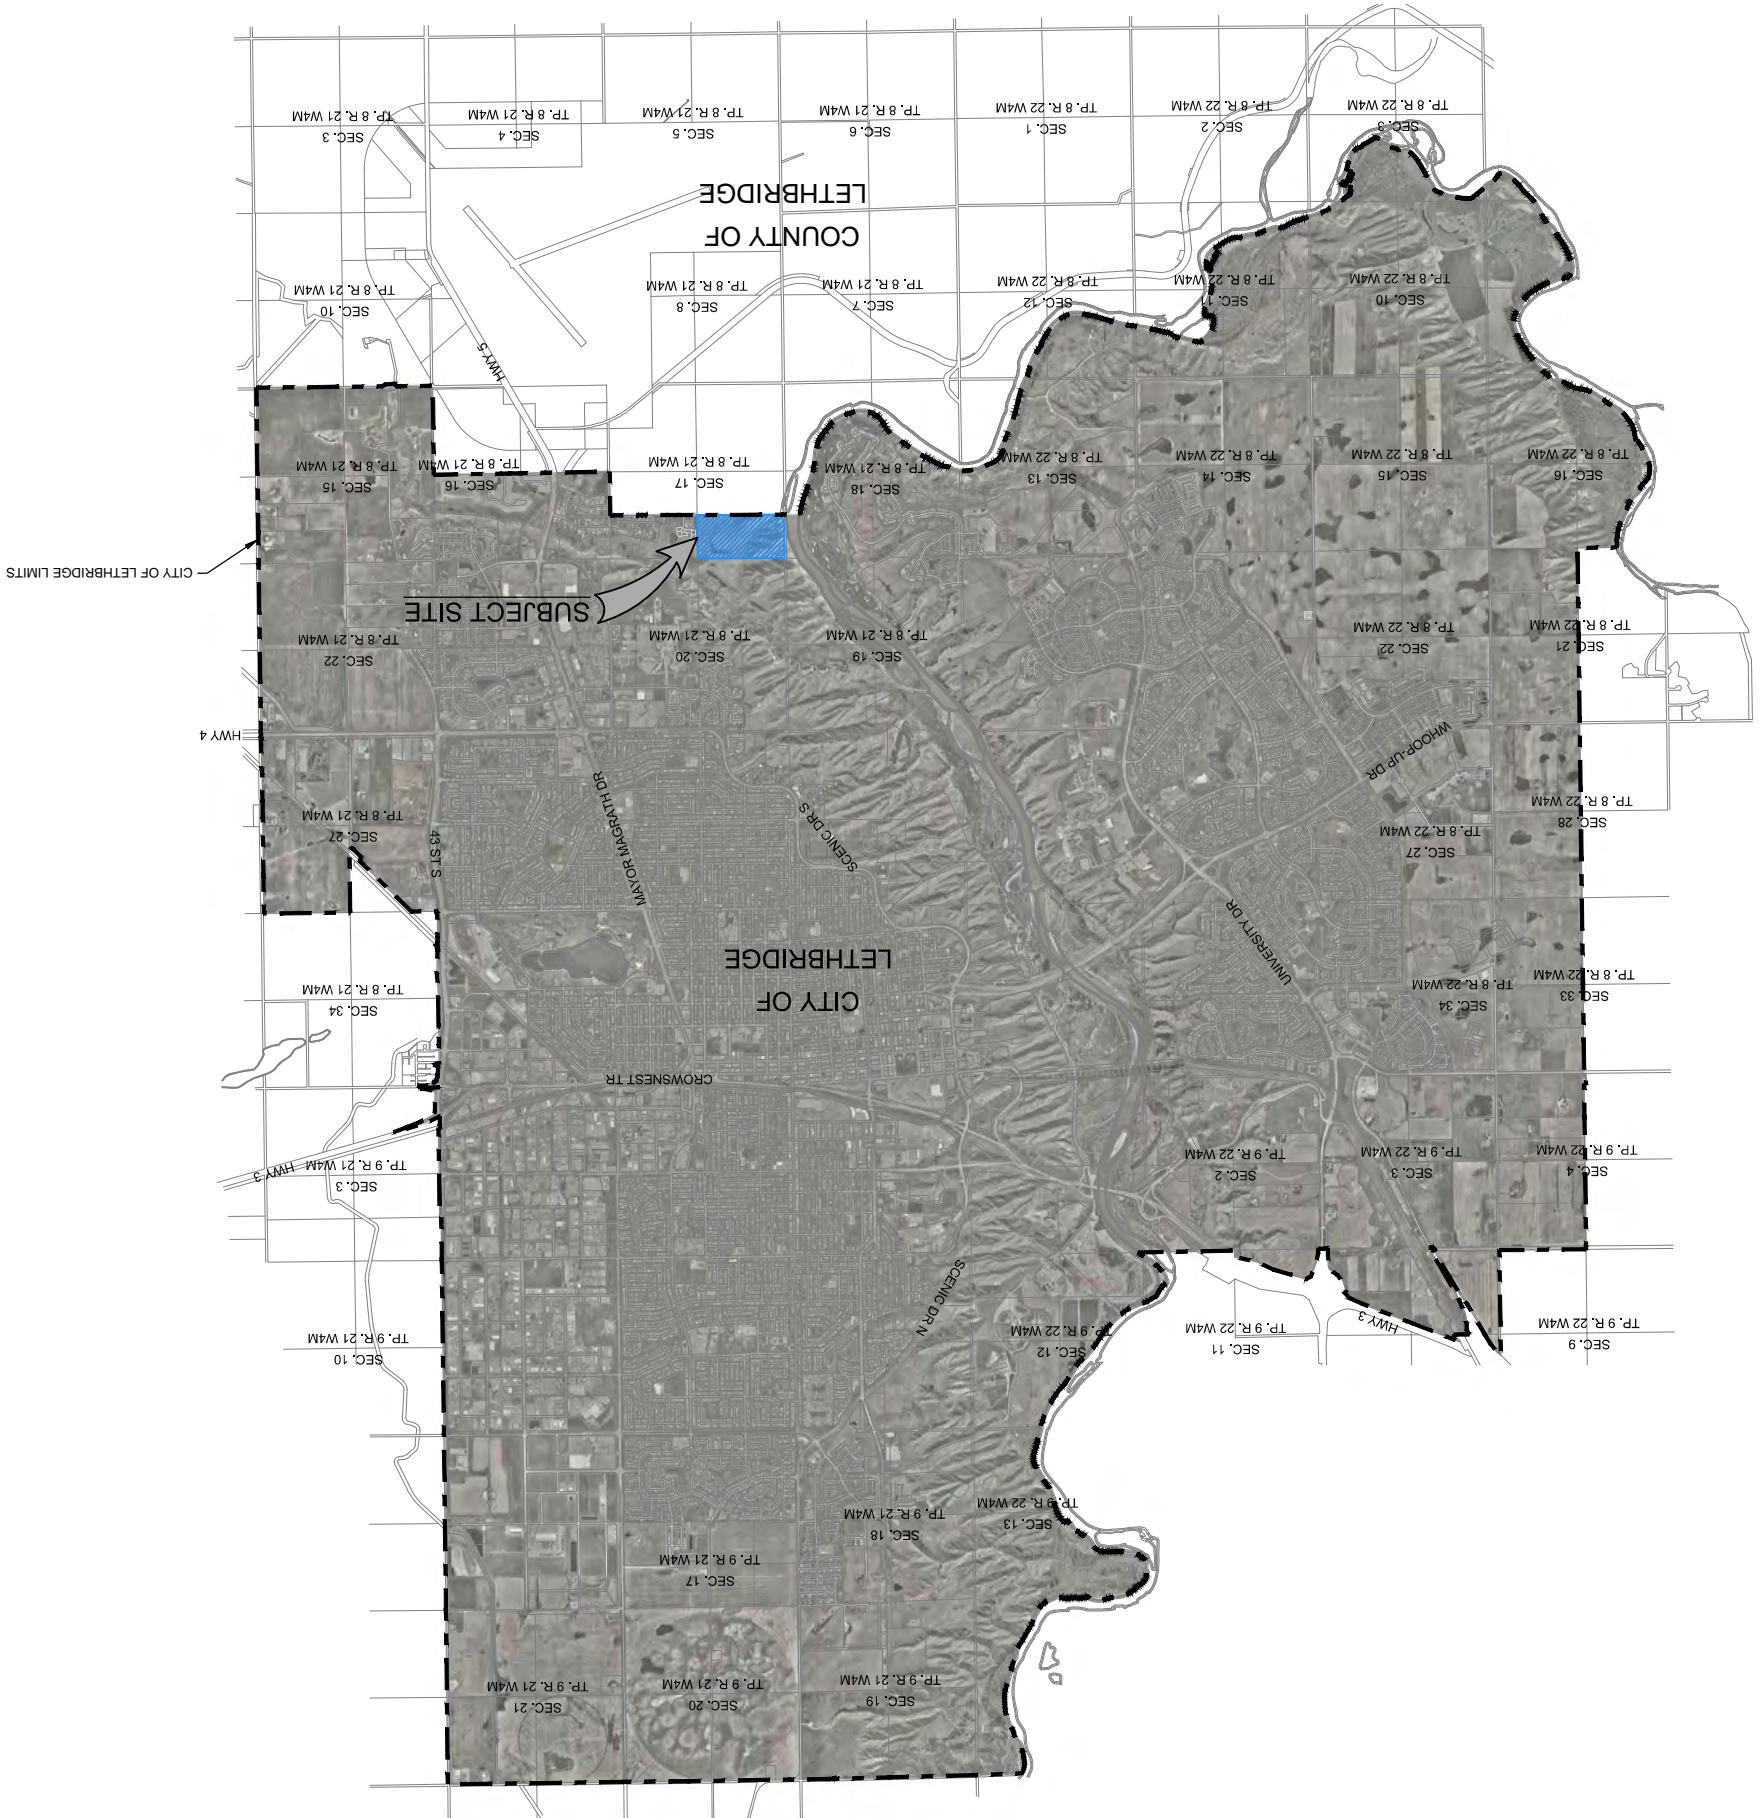 SEC. 19
TP. 9 R. 21 W4M
SEC. 20
TP. 9 R. 21 W4M
SEC. 21
TP. 9 R. 21 W4M
SEC. 13
TP. 9 R. 22 W4M
SEC. 18
TP. 9 R. 21 W4M
SEC. 17
TP. 9 R. 21 W4M
SEC. 9
TP. 9 R. 22 W4M
HWY 3
SEC. 11
TP. 9 R. 22 W4M
SEC. 12
TP. 9 R. 22 W4M
SCENIC DR N
SEC. 10
TP. 9 R. 21 W4M
SEC. 4
TP. 9 R. 22 W4M
SEC. 3
TP. 9 R. 22 W4M
SEC. 2
TP. 9 R. 22 W4M
SEC. 3
TP. 9 R. 21 W4M
HWY 3
CROWSNEST TR
SEC. 33
TP. 8 R. 22 W4M
SEC. 34
TP. 8 R. 22 W4M
UNIVERSITY DR
CITY OF
LETHBRIDGE
SEC. 34
TP. 8 R. 21 W4M
SEC. 28
TP. 8 R. 22 W4M
SEC. 27
TP. 8 R. 22 W4M
SCENIC DR S
MAYOR MAGRATH DR
43 ST S
SEC. 27
TP. 8 R. 21 W4M
WHOOP-UP DR
HWY 4
SEC. 21
TP. 8 R. 22 W4M
SEC. 22
TP. 8 R. 22 W4M
SEC. 19
TP. 8 R. 21 W4M
SEC. 20
TP. 8 R. 21 W4M
SEC. 22
TP. 8 R. 21 W4M
SUBJECT SITE
CITY OF LETHBRIDGE LIMITS
SEC. 16
TP. 8 R. 22 W4M
SEC. 15
TP. 8 R. 22 W4M
SEC. 14
TP. 8 R. 22 W4M
SEC. 13
TP. 8 R. 22 W4M
SEC. 18
TP. 8 R. 21 W4M
SEC. 17
TP. 8 R. 21 W4M
SEC. 16
TP. 8 R. 21 W4M
SEC. 15
TP. 8 R. 21 W4M
HWY 5
SEC. 10
TP. 8 R. 22 W4M
SEC. 11
TP. 8 R. 22 W4M
SEC. 12
TP. 8 R. 22 W4M
SEC. 7
TP. 8 R. 21 W4M
SEC. 8
TP. 8 R. 21 W4M
SEC. 10
TP. 8 R. 21 W4M
COUNTY OF
LETHBRIDGE
SEC. 3
TP. 8 R. 22 W4M
SEC. 2
TP. 8 R. 22 W4M
SEC. 1
TP. 8 R. 22 W4M
SEC. 6
TP. 8 R. 21 W4M
SEC. 5
TP. 8 R. 21 W4M
SEC. 4
TP. 8 R. 21 W4M
SEC. 3
TP. 8 R. 21 W4M